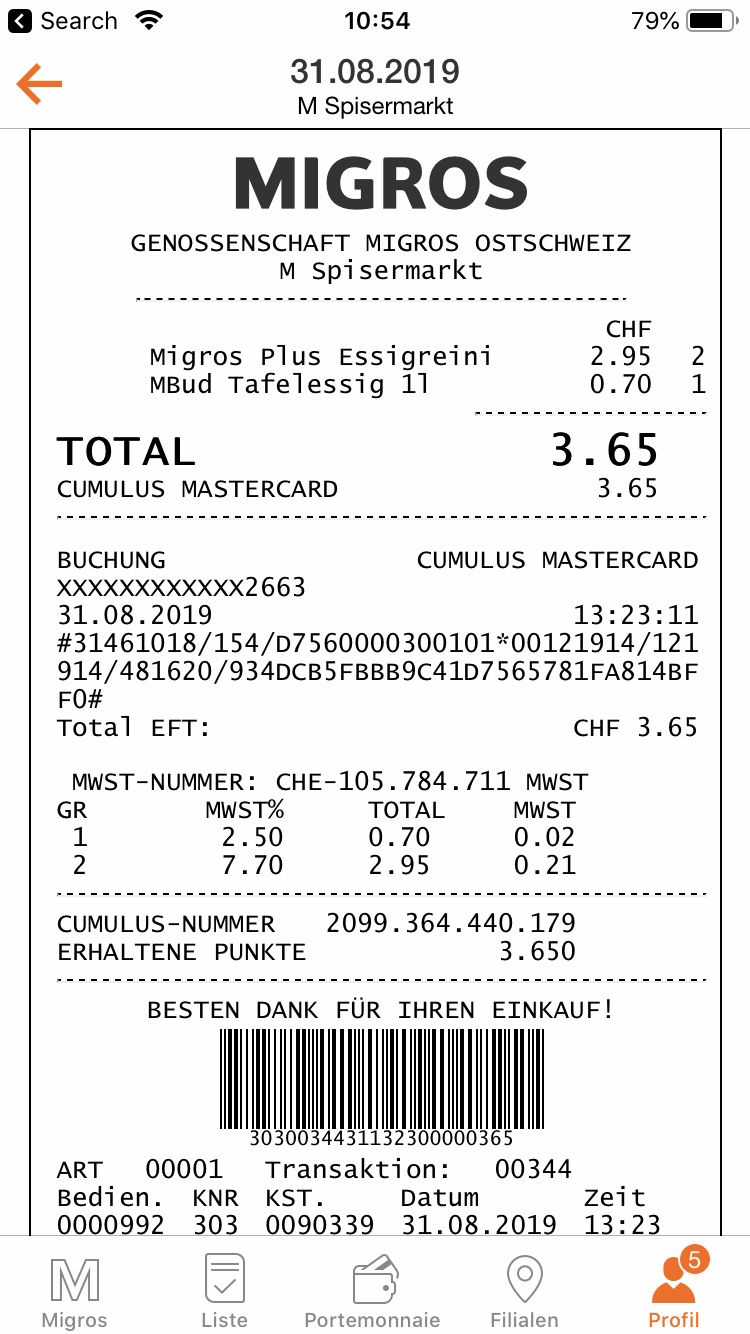 Search 10:54 79%
31.08.2019
M Spisermarkt
MIGROS
GENOSSENSCHAFT MIGROS OSTSCHWEIZ
M Spisermarkt
CHF
Migros Plus Essigreini 2.95 2
MBud Tafelessig 1l 0.70 1
TOTAL 3.65
CUMULUS MASTERCARD 3.65
BUCHUNG CUMULUS MASTERCARD
XXXXXXXXXXXX2663
31.08.2019 13:23:11
#31461018/154/D7560000300101*00121914/121
914/481620/934DCB5FBBB9C41D7565781FA814BF
F0#
Total EFT: CHF 3.65
MWST-NUMMER: CHE-105.784.711 MWST
GR MWST% TOTAL MWST
1 2.50 0.70 0.02
2 7.70 2.95 0.21
CUMULUS-NUMMER 2099.364.440.179
ERHALTENE PUNKTE 3.650
BESTEN DANK FÜR IHREN EINKAUF!
3030034431132300000365
ART 00001 Transaktion: 00344
Bedien. KNR KST. Datum Zeit
0000992 303 0090339 31.08.2019 13:23
5
Migros Liste Portemonnaie Filialen Profil